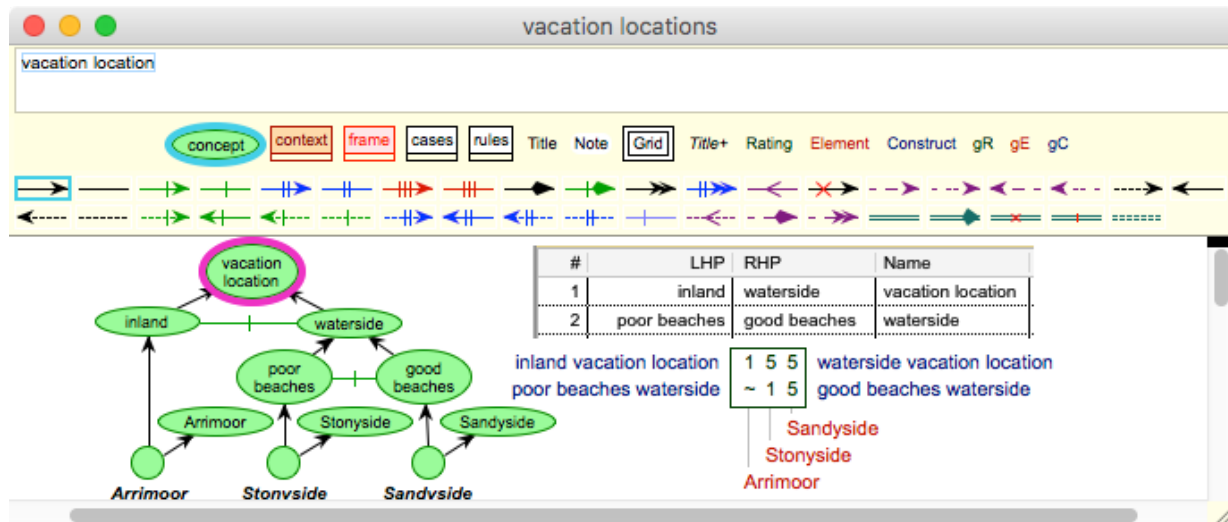 vacation locations
vacation location
concept context frame cases rules Title Note Grid Title+ Rating Element Construct gR gE gC
vacation
location
inland
waterside
poor
beaches
good
beaches
Arrimoor
Stonyside
Sandyside
Arrimoor
Stonyside
Sandyside
# LHP RHP Name
1 inland waterside vacation location
2 poor beaches good beaches waterside
inland vacation location 1 5 5 waterside vacation location
poor beaches waterside ~ 1 5 good beaches waterside
Sandyside
Stonyside
Arrimoor